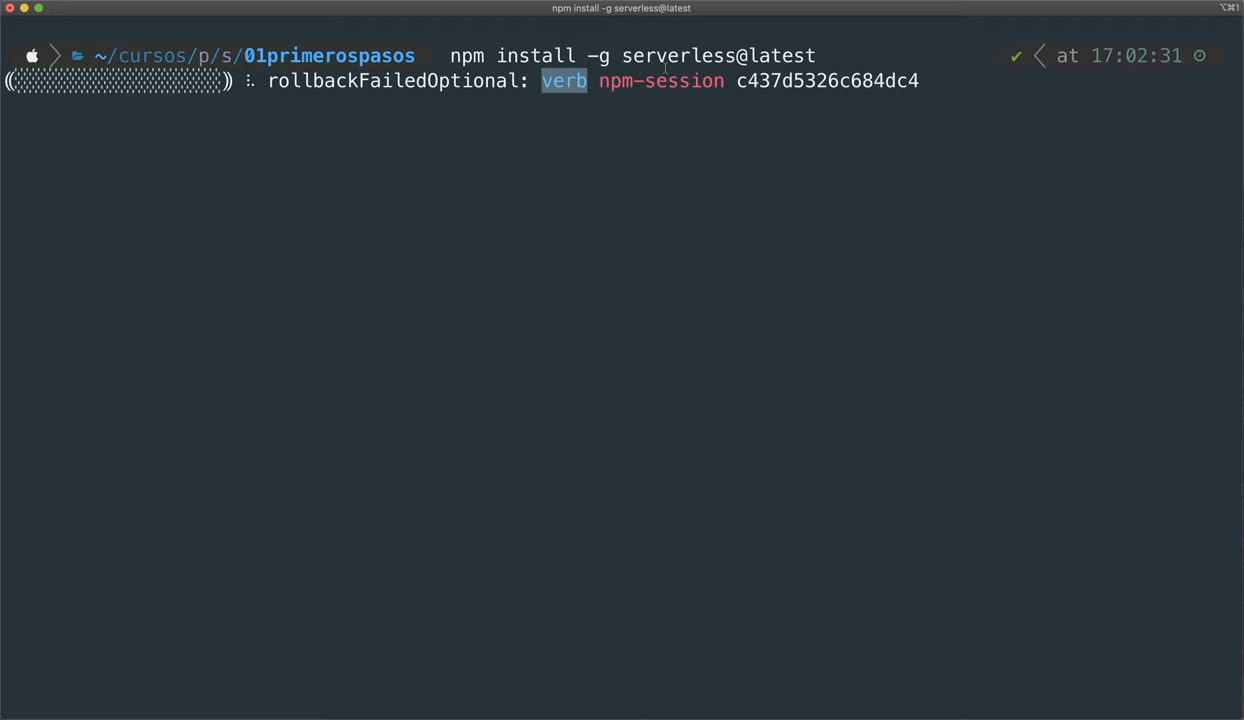 npm install -g serverless@latest
⌥⌘1
~/cursos/p/s/01primerospasos npm install -g serverless@latest ✔ at 17:02:31
(░░░░░░░░░░░░░░░░░░) ⠧ rollbackFailedOptional: verb npm-session c437d5326c684dc4